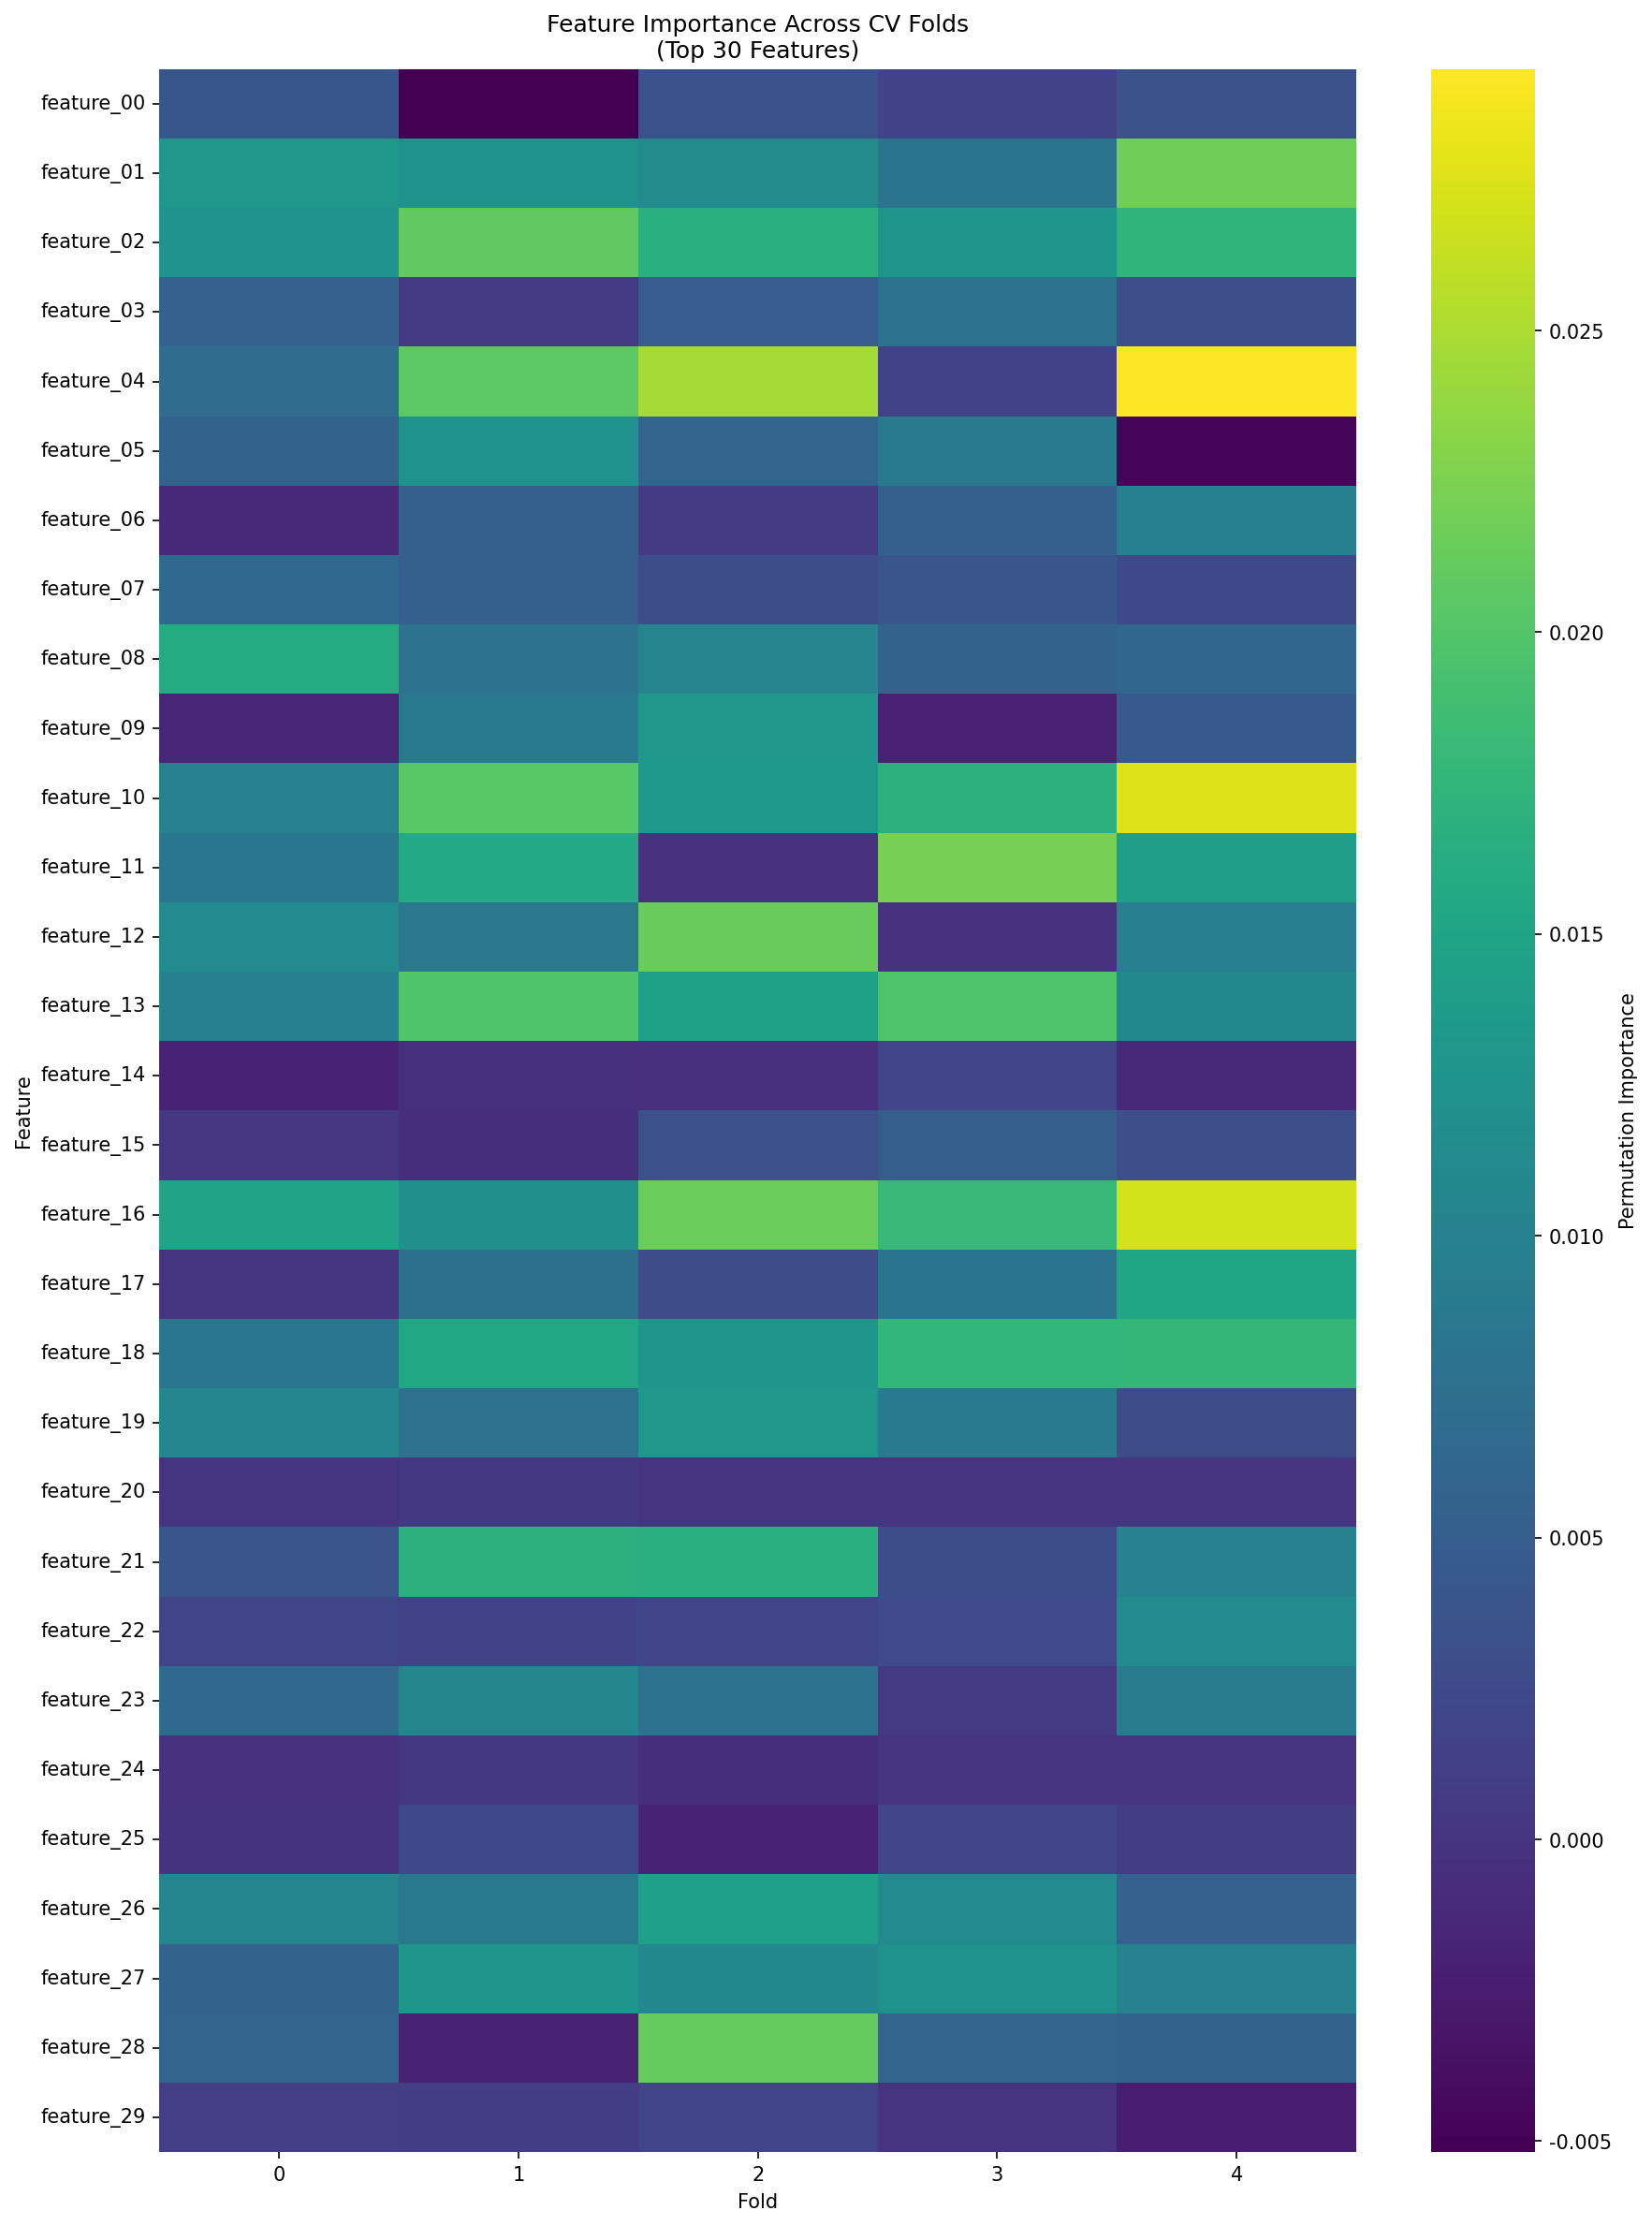 Feature Importance Across CV Folds
(Top 30 Features)
Feature
feature_00
feature_01
feature_02
feature_03
feature_04
feature_05
feature_06
feature_07
feature_08
feature_09
feature_10
feature_11
feature_12
feature_13
feature_14
feature_15
feature_16
feature_17
feature_18
feature_19
feature_20
feature_21
feature_22
feature_23
feature_24
feature_25
feature_26
feature_27
feature_28
feature_29
0 1 2 3 4
Fold
0.025
0.020
0.015
0.010
0.005
0.000
-0.005
Permutation Importance